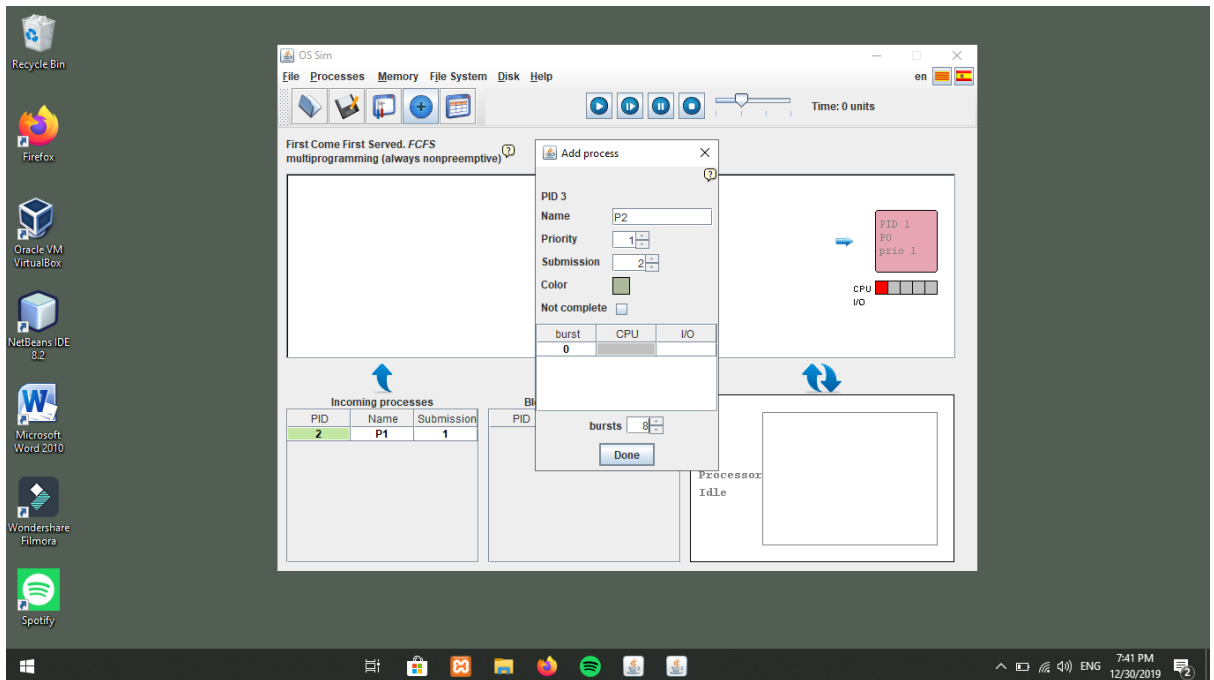 Recycle Bin
Firefox
Oracle VM
VirtualBox
NetBeans IDE
8.2
Microsoft
Word 2010
Wondershare
Filmora
Spotify
OS Sim
File Processes Memory File System Disk Help
en
Time: 0 units
First Come First Served. FCFS
multiprogramming (always nonpreemptive)
?
Add process
?
PID 3
Name P2
Priority 1
Submission 2
Color
Not complete
burst CPU I/O
0
bursts 8
Done
PID 1
P0
prio 1
CPU
I/O
Incoming processes
PID Name Submission
2 P1 1
Bl
PID
Processor
Idle
ENG
7:41 PM
12/30/2019
2